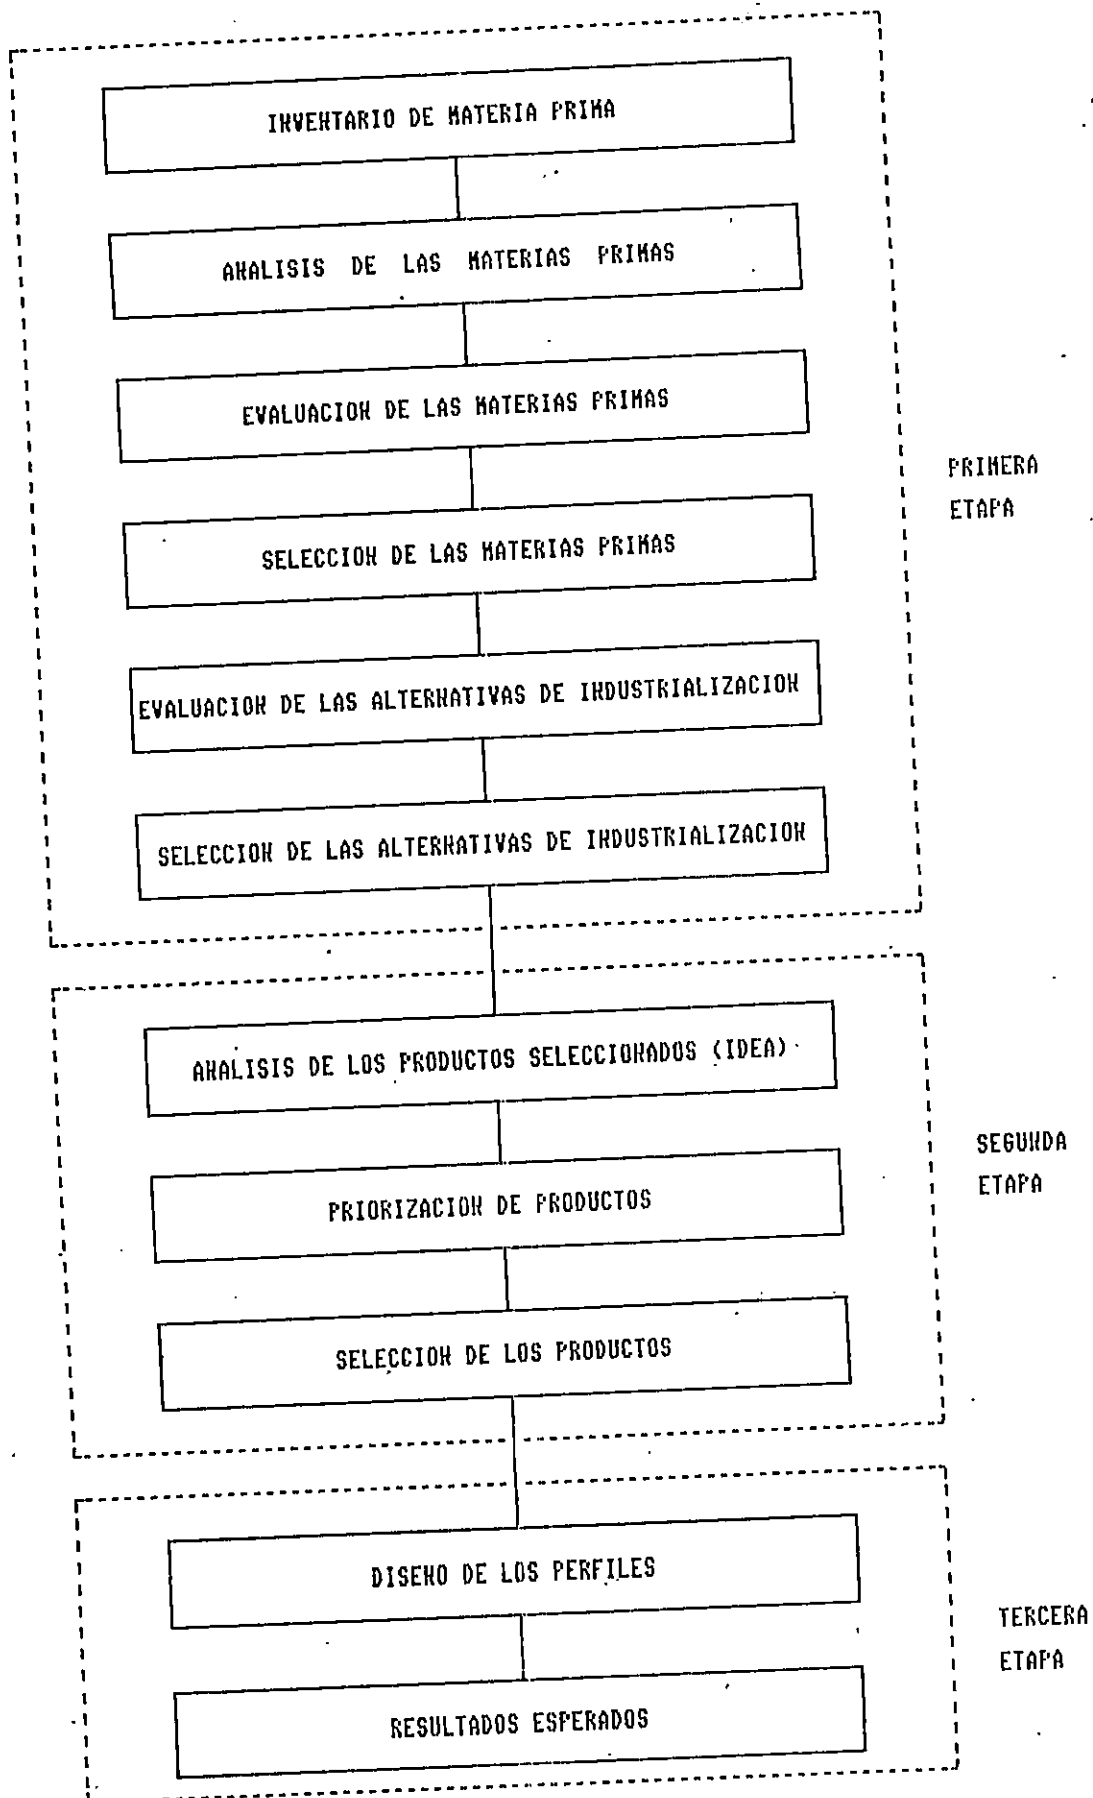 INVENTARIO DE MATERIA PRIMA
ANALISIS DE LAS MATERIAS PRIMAS
EVALUACION DE LAS MATERIAS PRIMAS
PRIMERA
ETAPA
SELECCION DE LAS MATERIAS PRIMAS
EVALUACION DE LAS ALTERNATIVAS DE INDUSTRIALIZACION
SELECCION DE LAS ALTERNATIVAS DE INDUSTRIALIZACION
ANALISIS DE LOS PRODUCTOS SELECCIONADOS (IDEA)
SEGUNDA
ETAPA
PRIORIZACION DE PRODUCTOS
SELECCION DE LOS PRODUCTOS
DISENO DE LOS PERFILES
TERCERA
ETAPA
RESULTADOS ESPERADOS